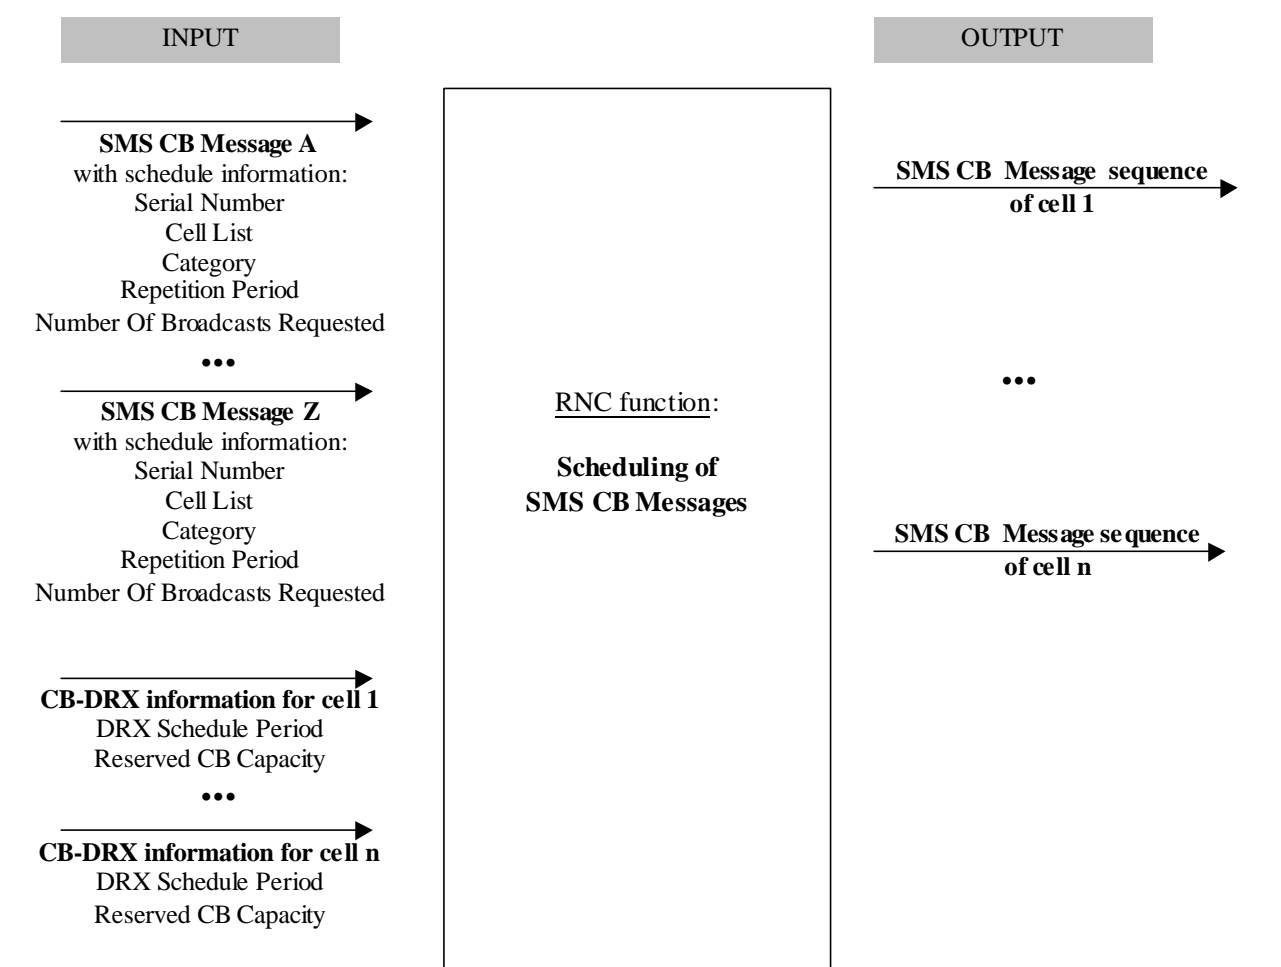 INPUT
SMS CB Message A
with schedule information:
Serial Number
Cell List
Category
Repetition Period
Number Of Broadcasts Requested
•••
SMS CB Message Z
with schedule information:
Serial Number
Cell List
Category
Repetition Period
Number Of Broadcasts Requested
CB-DRX information for cell 1
DRX Schedule Period
Reserved CB Capacity
•••
CB-DRX information for cell n
DRX Schedule Period
Reserved CB Capacity
RNC function:
Scheduling of
SMS CB Messages
OUTPUT
SMS CB Message sequence
of cell 1
•••
SMS CB Message sequence
of cell n